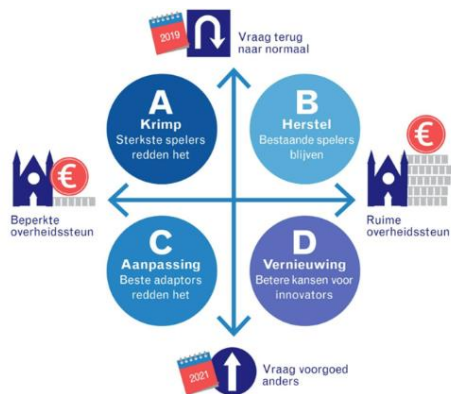 2019
Vraag terug
naar normaal
A
Krimp
Sterkste spelers
redden het
B
Herstel
Bestaande spelers
blijven
€
Beperkte
overheidssteun
€
Ruime
overheidssteun
C
Aanpassing
Beste adaptors
redden het
D
Vernieuwing
Betere kansen voor
innovators
2021
Vraag voorgoed
anders